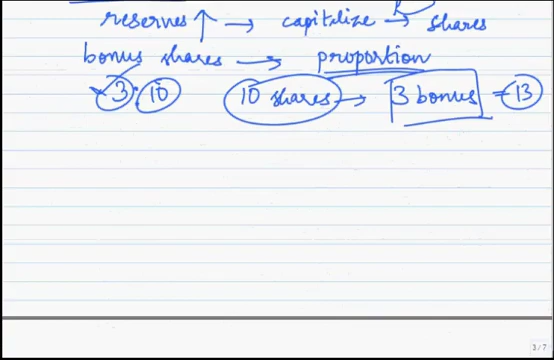 reserves ↑ → capitalize → shares
bonus shares → proportion
3:10 10 shares → 3 bonus = 13
3 / 7